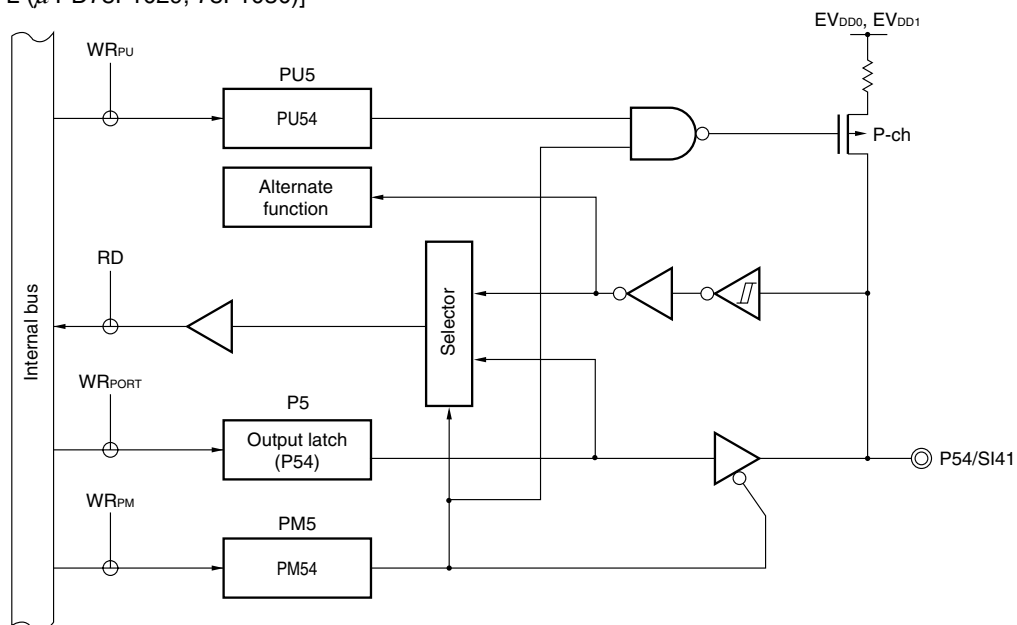 EVDD0, EVDD1
WRPU
PU5
PU54
P-ch
Alternate
function
RD
Selector
Internal bus
WRPORT
P5
Output latch
(P54)
P54/SI41
WRPM
PM5
PM54